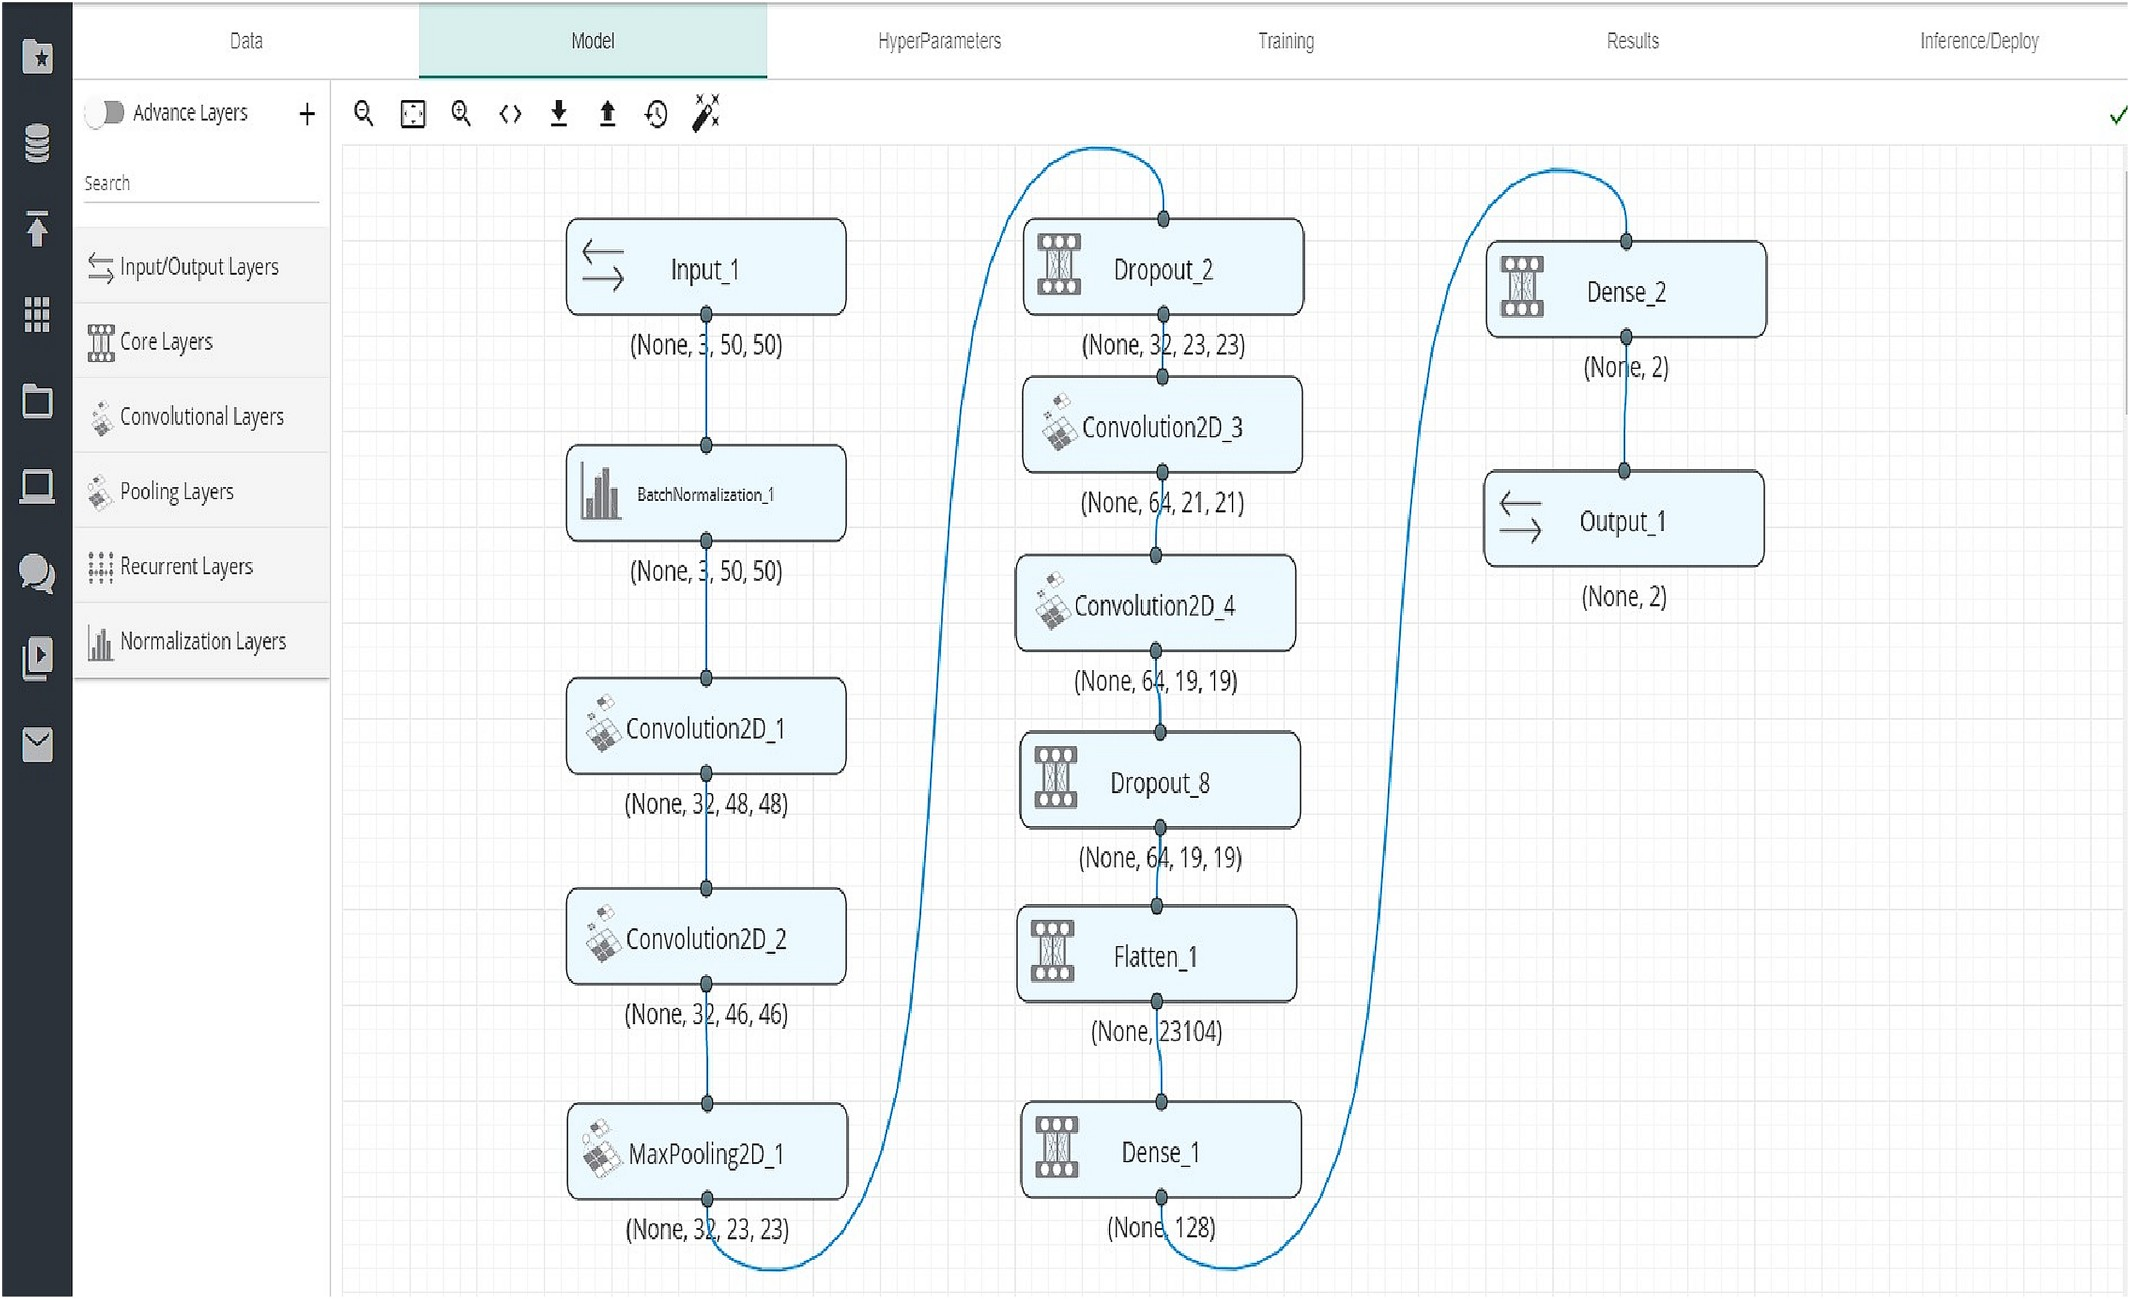 Data
Model
HyperParameters
Training
Results
Inference/Deploy
Advance Layers
Search
Input/Output Layers
Core Layers
Convolutional Layers
Pooling Layers
Recurrent Layers
Normalization Layers
Input_1
(None, 3, 50, 50)
BatchNormalization_1
(None, 3, 50, 50)
Convolution2D_1
(None, 32, 48, 48)
Convolution2D_2
(None, 32, 46, 46)
MaxPooling2D_1
(None, 32, 23, 23)
Dropout_2
(None, 32, 23, 23)
Convolution2D_3
(None, 64, 21, 21)
Convolution2D_4
(None, 64, 19, 19)
Dropout_8
(None, 64, 19, 19)
Flatten_1
(None, 23104)
Dense_1
(None, 128)
Dense_2
(None, 2)
Output_1
(None, 2)